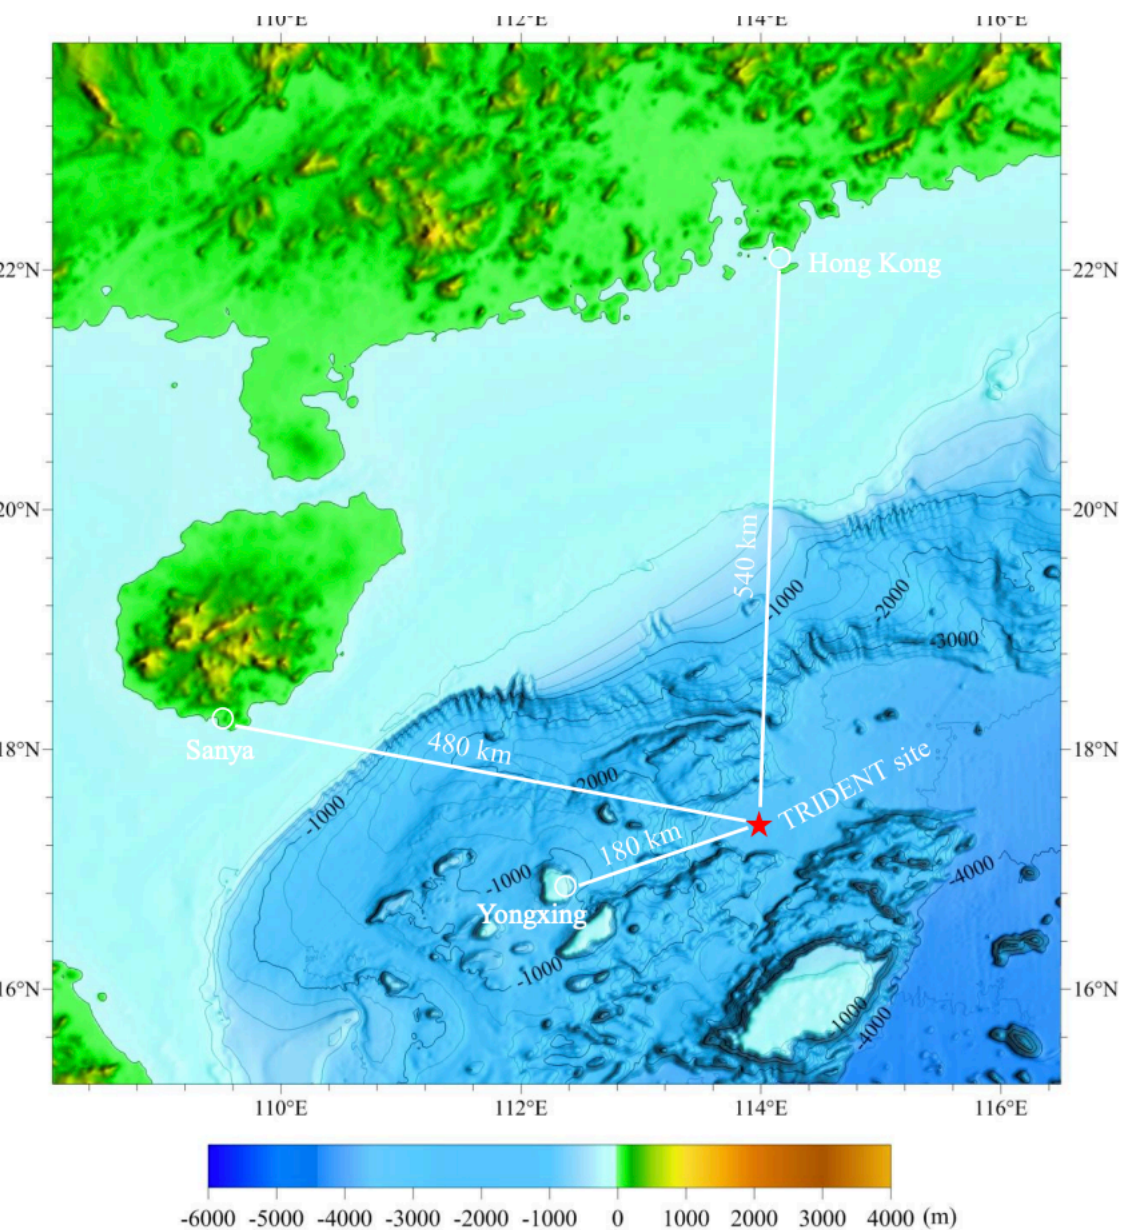 110°E 112°E 114°E 116°E
22°N Hong Kong 22°N
20°N 20°N
540 km
-1000
-2000
-3000
Sanya
480 km
18°N 18°N
-2000
TRIDENT site
-1000
180 km
-1000
-4000
Yongxing
-1000
16°N 16°N
-1000
-4000
110°E 112°E 114°E 116°E
-6000 -5000 -4000 -3000 -2000 -1000 0 1000 2000 3000 4000 (m)